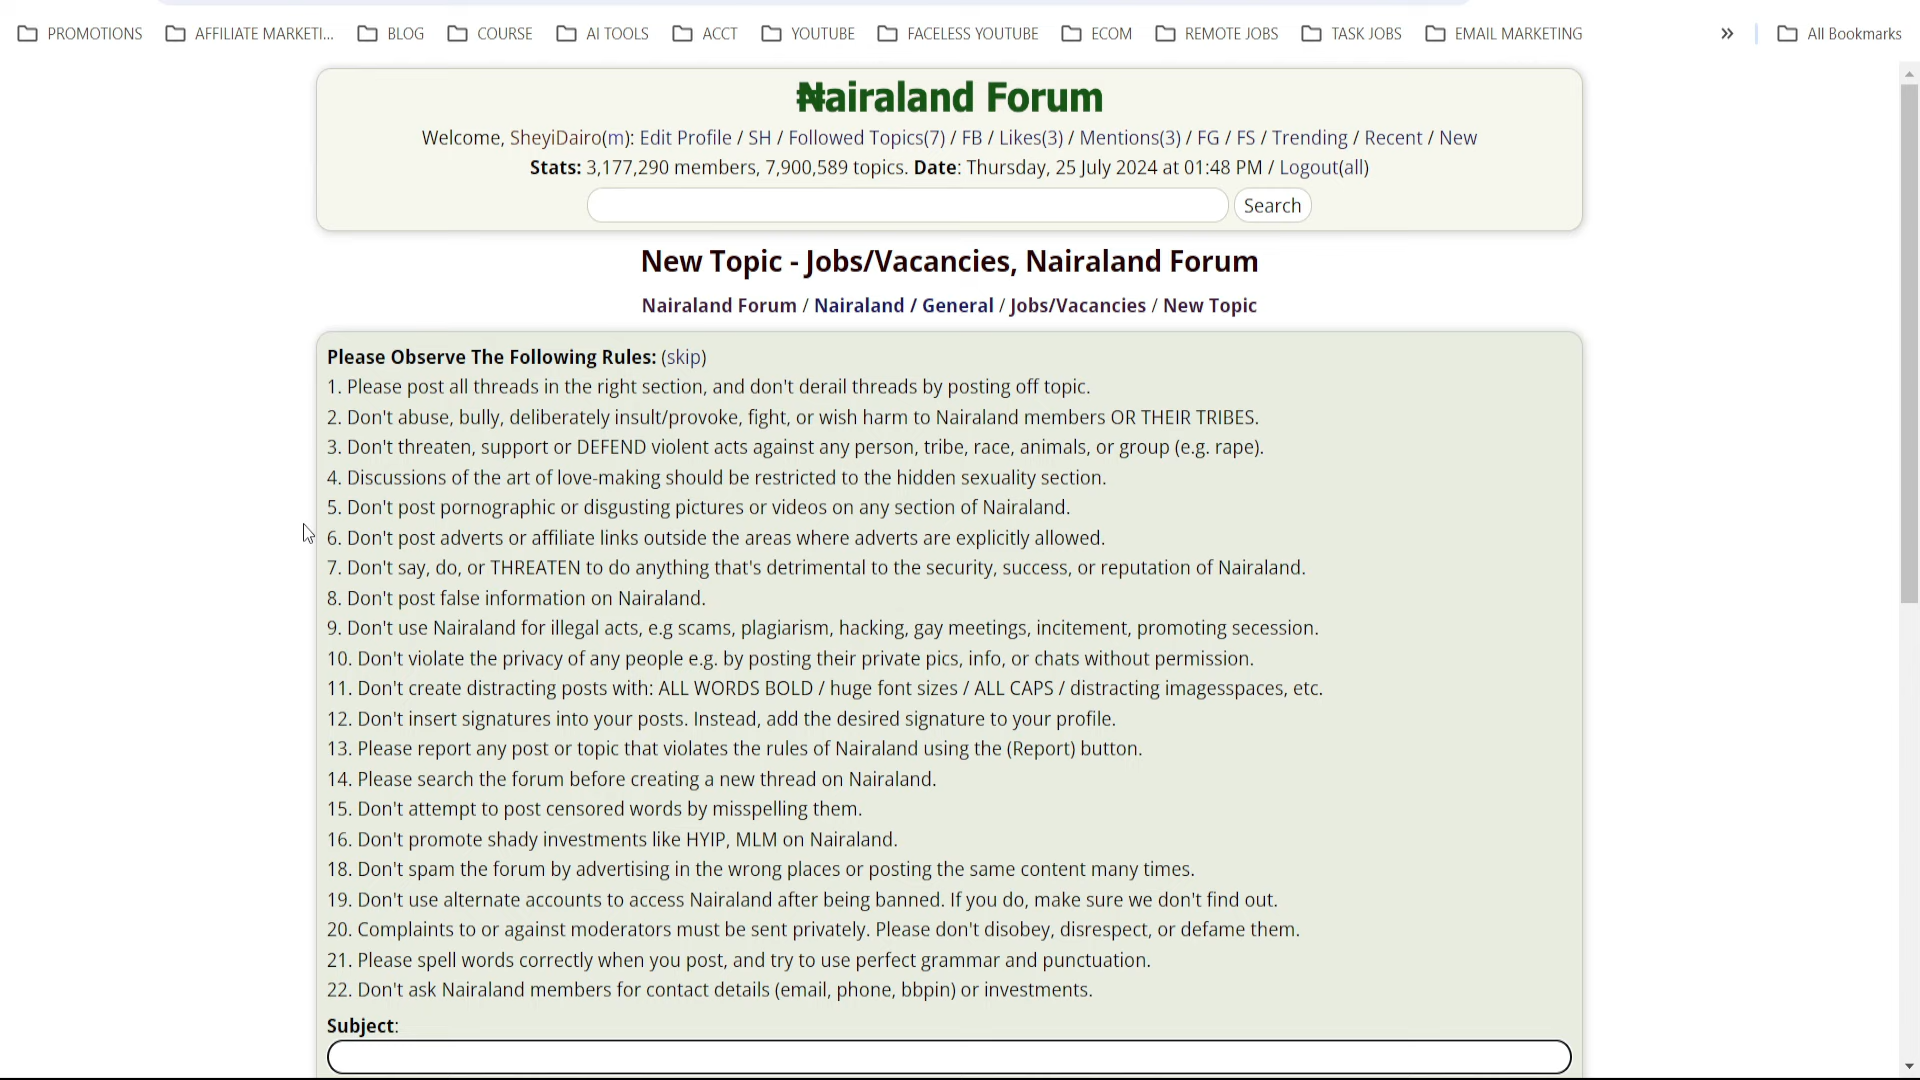 PROMOTIONS AFFILIATE MARKETI... BLOG COURSE AI TOOLS ACCT YOUTUBE FACELESS YOUTUBE ECOM REMOTE JOBS TASK JOBS EMAIL MARKETING » All Bookmarks
₦airaland Forum
Welcome, SheyiDairo(m): Edit Profile / SH / Followed Topics(7) / FB / Likes(3) / Mentions(3) / FG / FS / Trending / Recent / New
Stats: 3,177,290 members, 7,900,589 topics. Date: Thursday, 25 July 2024 at 01:48 PM / Logout(all)
Search
New Topic - Jobs/Vacancies, Nairaland Forum
Nairaland Forum / Nairaland / General / Jobs/Vacancies / New Topic
Please Observe The Following Rules: (skip)
1. Please post all threads in the right section, and don't derail threads by posting off topic.
2. Don't abuse, bully, deliberately insult/provoke, fight, or wish harm to Nairaland members OR THEIR TRIBES.
3. Don't threaten, support or DEFEND violent acts against any person, tribe, race, animals, or group (e.g. rape).
4. Discussions of the art of love-making should be restricted to the hidden sexuality section.
5. Don't post pornographic or disgusting pictures or videos on any section of Nairaland.
6. Don't post adverts or affiliate links outside the areas where adverts are explicitly allowed.
7. Don't say, do, or THREATEN to do anything that's detrimental to the security, success, or reputation of Nairaland.
8. Don't post false information on Nairaland.
9. Don't use Nairaland for illegal acts, e.g scams, plagiarism, hacking, gay meetings, incitement, promoting secession.
10. Don't violate the privacy of any people e.g. by posting their private pics, info, or chats without permission.
11. Don't create distracting posts with: ALL WORDS BOLD / huge font sizes / ALL CAPS / distracting imagesspaces, etc.
12. Don't insert signatures into your posts. Instead, add the desired signature to your profile.
13. Please report any post or topic that violates the rules of Nairaland using the (Report) button.
14. Please search the forum before creating a new thread on Nairaland.
15. Don't attempt to post censored words by misspelling them.
16. Don't promote shady investments like HYIP, MLM on Nairaland.
18. Don't spam the forum by advertising in the wrong places or posting the same content many times.
19. Don't use alternate accounts to access Nairaland after being banned. If you do, make sure we don't find out.
20. Complaints to or against moderators must be sent privately. Please don't disobey, disrespect, or defame them.
21. Please spell words correctly when you post, and try to use perfect grammar and punctuation.
22. Don't ask Nairaland members for contact details (email, phone, bbpin) or investments.
Subject: